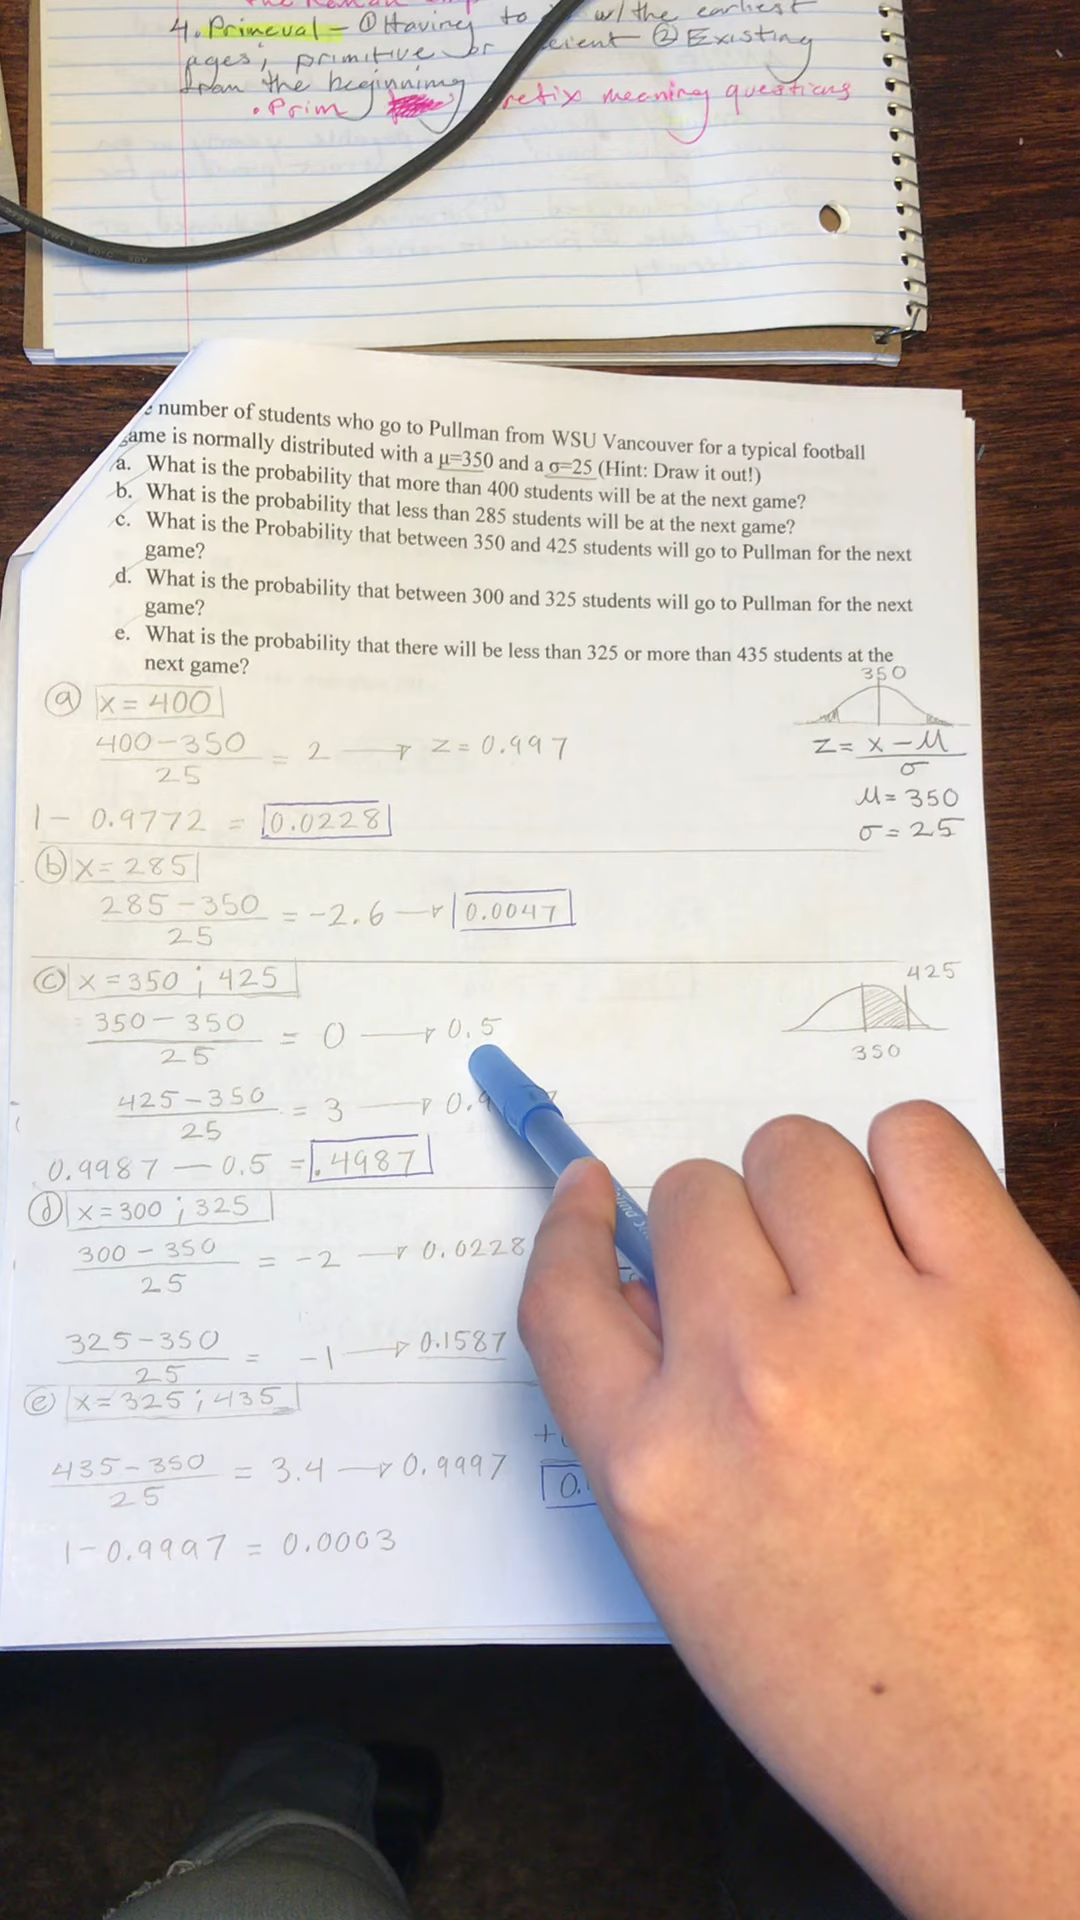 4. Primeval - ① Having to w/ the earliest
ages; primitive or ② Existing
from the beginning
• Prim meaning questions
number of students who go to Pullman from WSU Vancouver for a typical football
game is normally distributed with a μ=350 and a σ=25 (Hint: Draw it out!)
a. What is the probability that more than 400 students will be at the next game?
b. What is the probability that less than 285 students will be at the next game?
c. What is the Probability that between 350 and 425 students will go to Pullman for the next
game?
d. What is the probability that between 300 and 325 students will go to Pullman for the next
game?
e. What is the probability that there will be less than 325 or more than 435 students at the
next game?
350
Z = x - μ
σ
μ = 350
σ = 25
ⓐ x = 400
400 - 350
25
= 2 → Z = 0.997
1 - 0.9772 = 0.0228
ⓑ x = 285
285 - 350
25
= -2.6 → 0.0047
ⓒ x = 350 ; 425
350 - 350
25
= 0 → 0.5
425
350
425 - 350
25
= 3 → 0.9
0.9987 - 0.5 = .4987
ⓓ x = 300 ; 325
300 - 350
25
= -2 → 0.0228
325 - 350
25
= -1 → 0.1587
ⓔ x = 325 ; 435
435 - 350
25
= 3.4 → 0.9997
+
0.
1 - 0.9997 = 0.0003